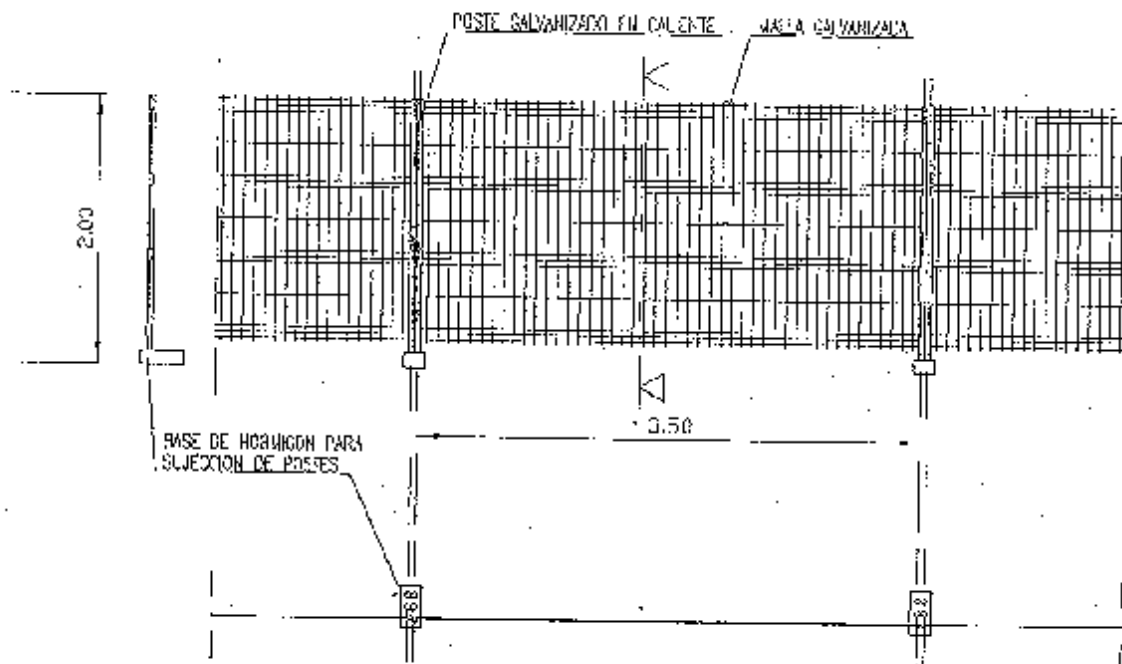 POSTE GALVANIZADO EN CALIENTE
MALLA GALVANIZADA
2.00
3.50
BASE DE HORMIGON PARA
SUJECCION DE POSTES